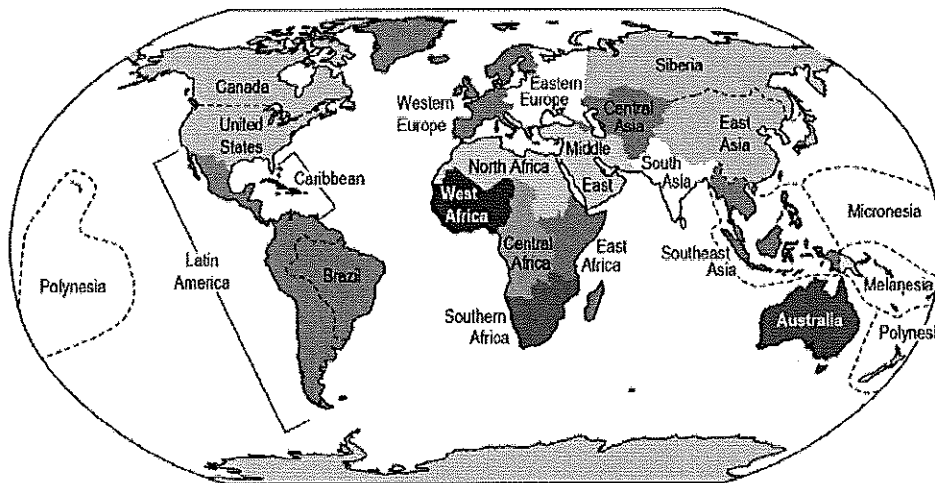 Canada
United
States
Caribbean
Latin
America
Brazil
Polynesia
Western
Europe
Eastern
Europe
Siberia
Central
Asia
East
Asia
Middle
East
South
Asia
North Africa
West
Africa
Central
Africa
East
Africa
Southern
Africa
Southeast
Asia
Micronesia
Melanesia
Australia
Polynesi